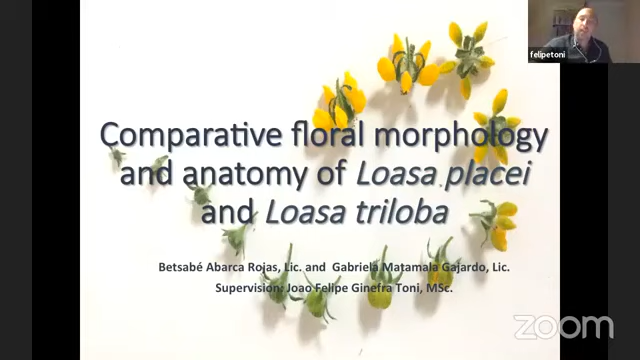 Comparative floral morphology
and anatomy of Loasa placei
and Loasa triloba
Betsabé Abarca Rojas, Lic. and Gabriela Matamala Gajardo, Lic.
Supervision: Joao Felipe Ginefra Toni, MSc.
felipetoni
zoom